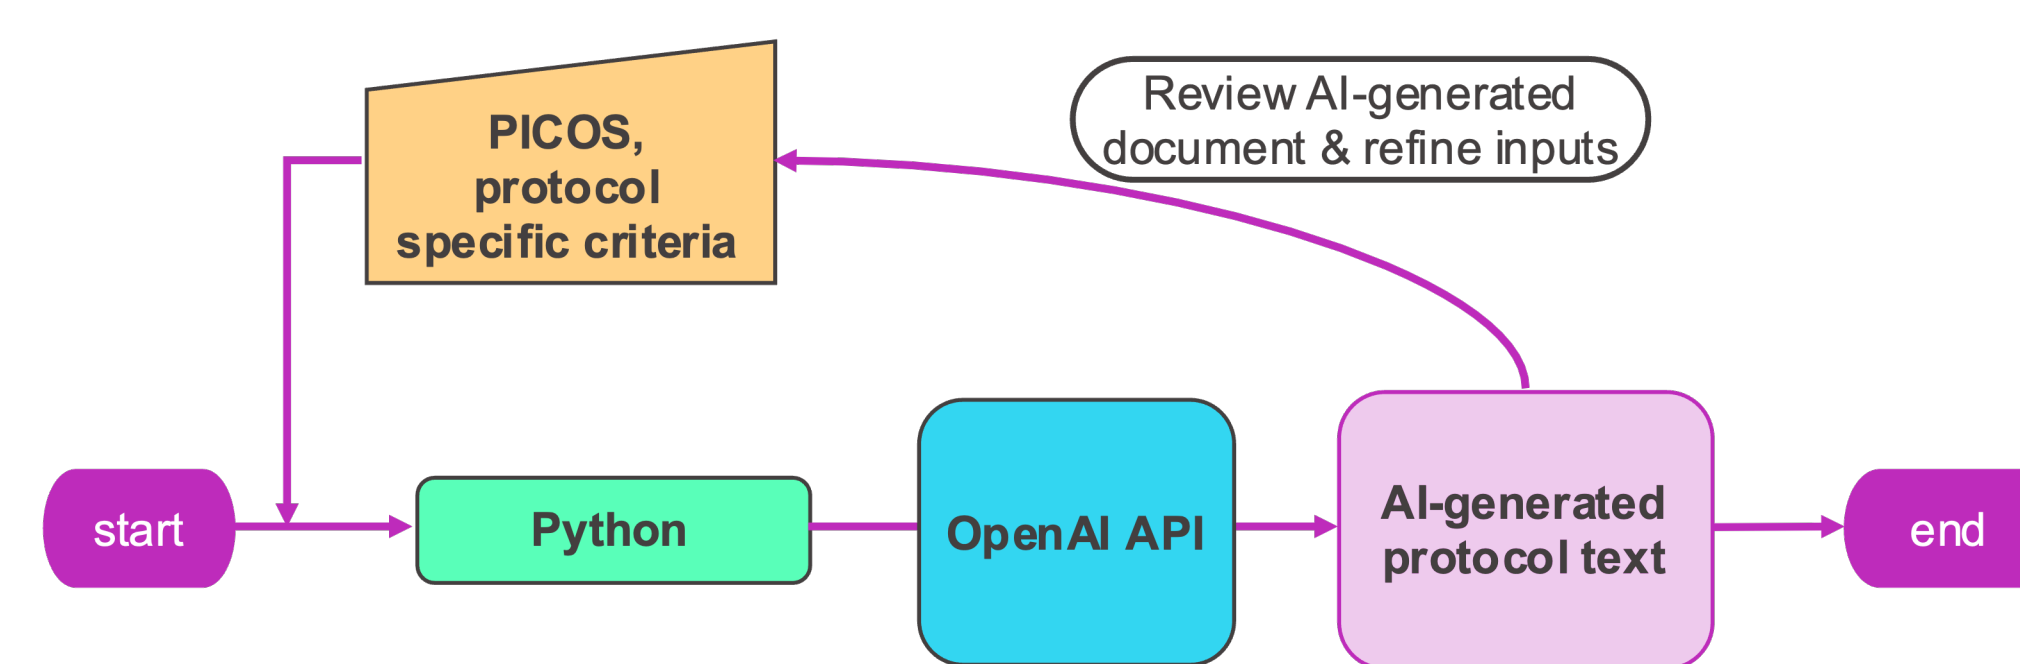 PICOS,
protocol
specific criteria
Review AI-generated
document & refine inputs
start
Python
OpenAI API
AI-generated
protocol text
end